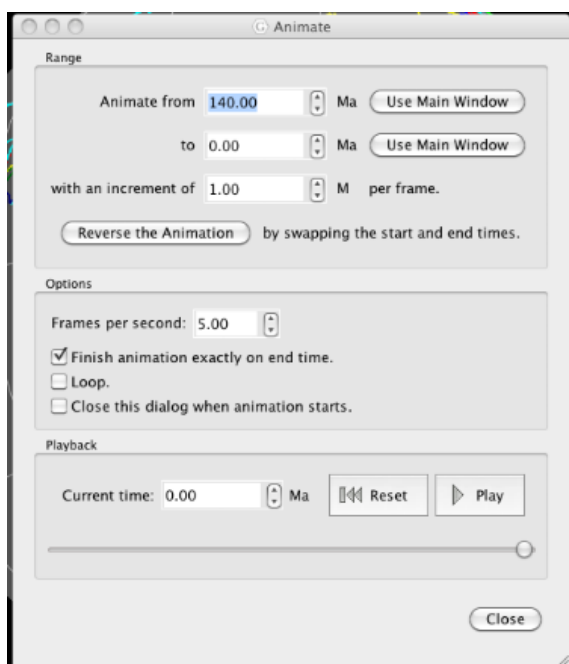 Animate
Range
Animate from 140.00 Ma Use Main Window
to 0.00 Ma Use Main Window
with an increment of 1.00 M per frame.
Reverse the Animation by swapping the start and end times.
Options
Frames per second: 5.00
Finish animation exactly on end time.
Loop.
Close this dialog when animation starts.
Playback
Current time: 0.00 Ma Reset Play
Close